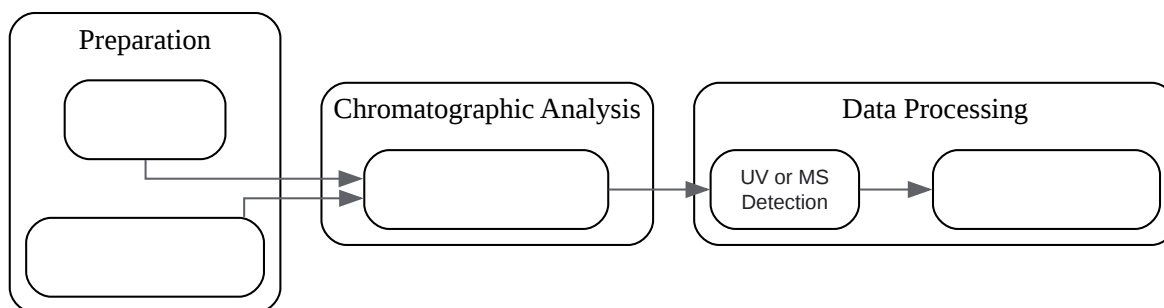 Preparation
Chromatographic Analysis
Data Processing
UV or MS
Detection